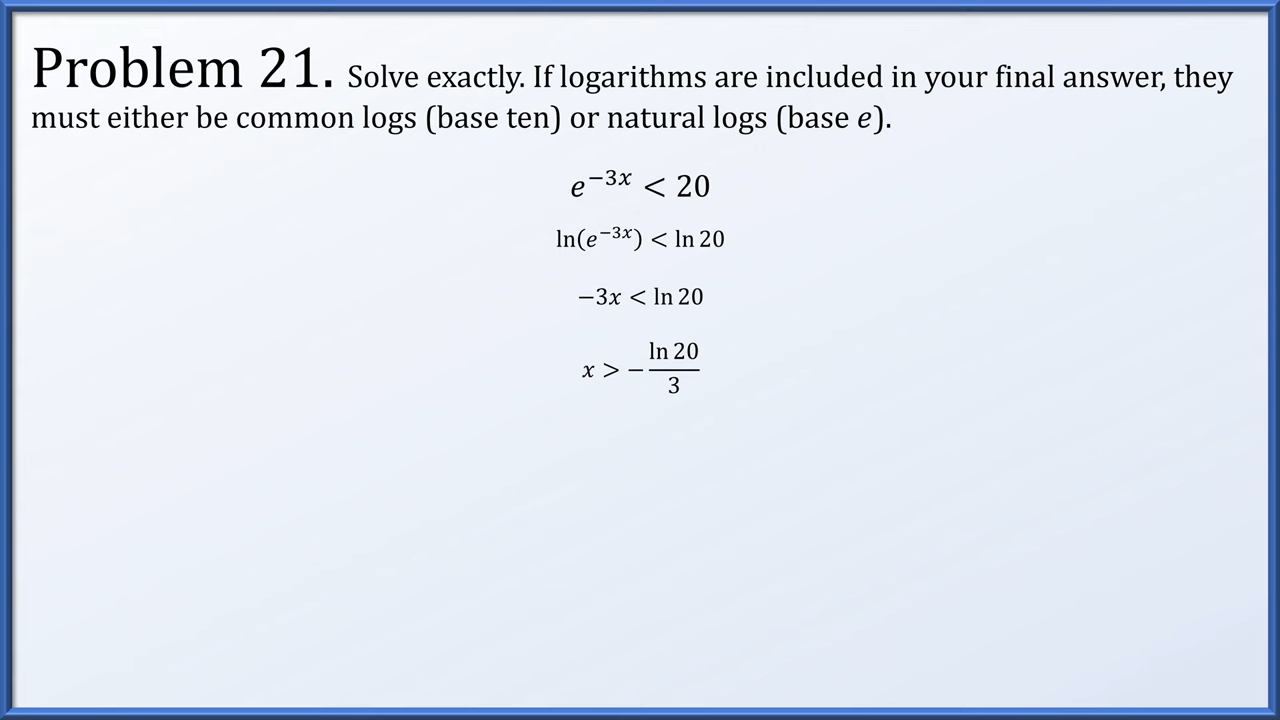 Problem 21. Solve exactly. If logarithms are included in your final answer, they
must either be common logs (base ten) or natural logs (base e).
e^{−3x} < 20
ln(e^{−3x}) < ln 20
−3x < ln 20
x > −\frac{ln 20}{3}